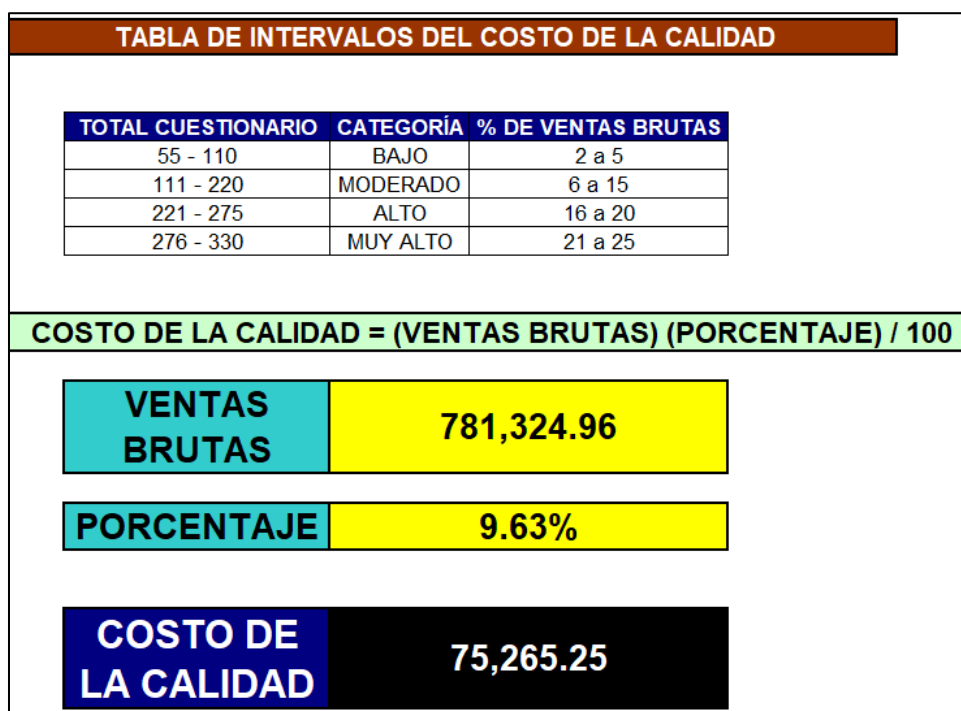 TABLA DE INTERVALOS DEL COSTO DE LA CALIDAD
TOTAL CUESTIONARIO CATEGORÍA % DE VENTAS BRUTAS
55 - 110 BAJO 2 a 5
111 - 220 MODERADO 6 a 15
221 - 275 ALTO 16 a 20
276 - 330 MUY ALTO 21 a 25
COSTO DE LA CALIDAD = (VENTAS BRUTAS) (PORCENTAJE) / 100
VENTAS
BRUTAS
781,324.96
PORCENTAJE 9.63%
COSTO DE
LA CALIDAD
75,265.25